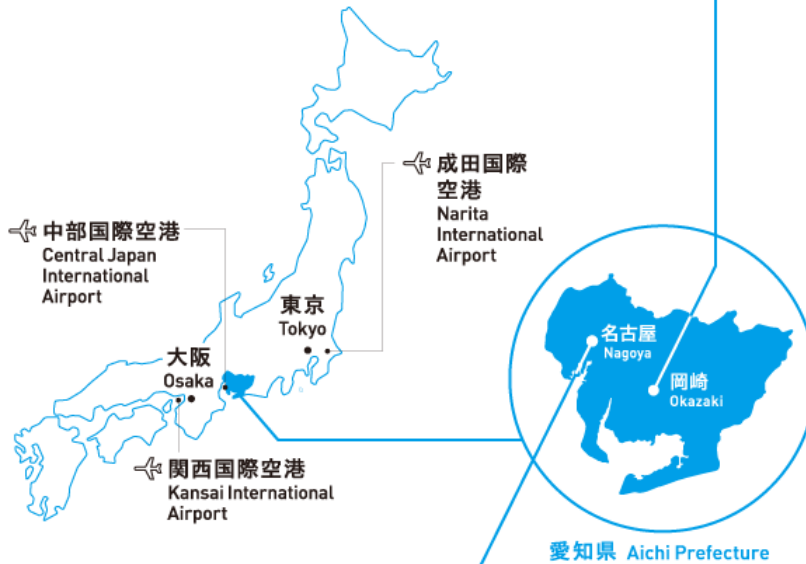 成田国際
空港
Narita
International
Airport
中部国際空港
Central Japan
International
Airport
東京
Tokyo
大阪
Osaka
関西国際空港
Kansai International
Airport
名古屋
Nagoya
岡崎
Okazaki
愛知県 Aichi Prefecture